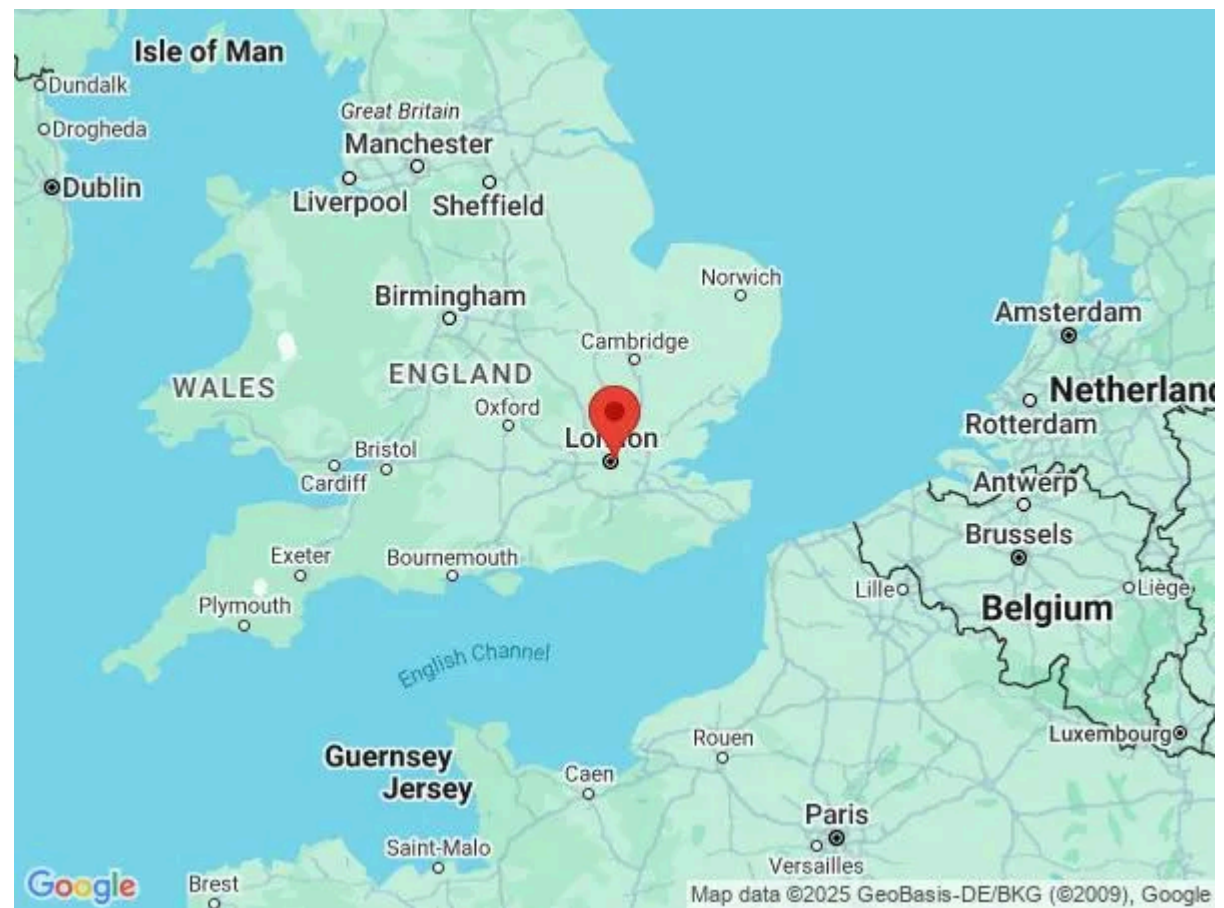 Isle of Man
Dundalk
Great Britain
Drogheda
Manchester
Dublin
Liverpool
Sheffield
Norwich
Birmingham
Amsterdam
Cambridge
ENGLAND
WALES
Netherland
Oxford
Rotterdam
London
Bristol
Cardiff
Antwerp
Brussels
Exeter
Bournemouth
Lille
Liège
Plymouth
Belgium
English Channel
Luxembourg
Rouen
Guernsey
Caen
Jersey
Paris
Saint-Malo
Versailles
Google
Brest
Map data ©2025 GeoBasis-DE/BKG (©2009), Google